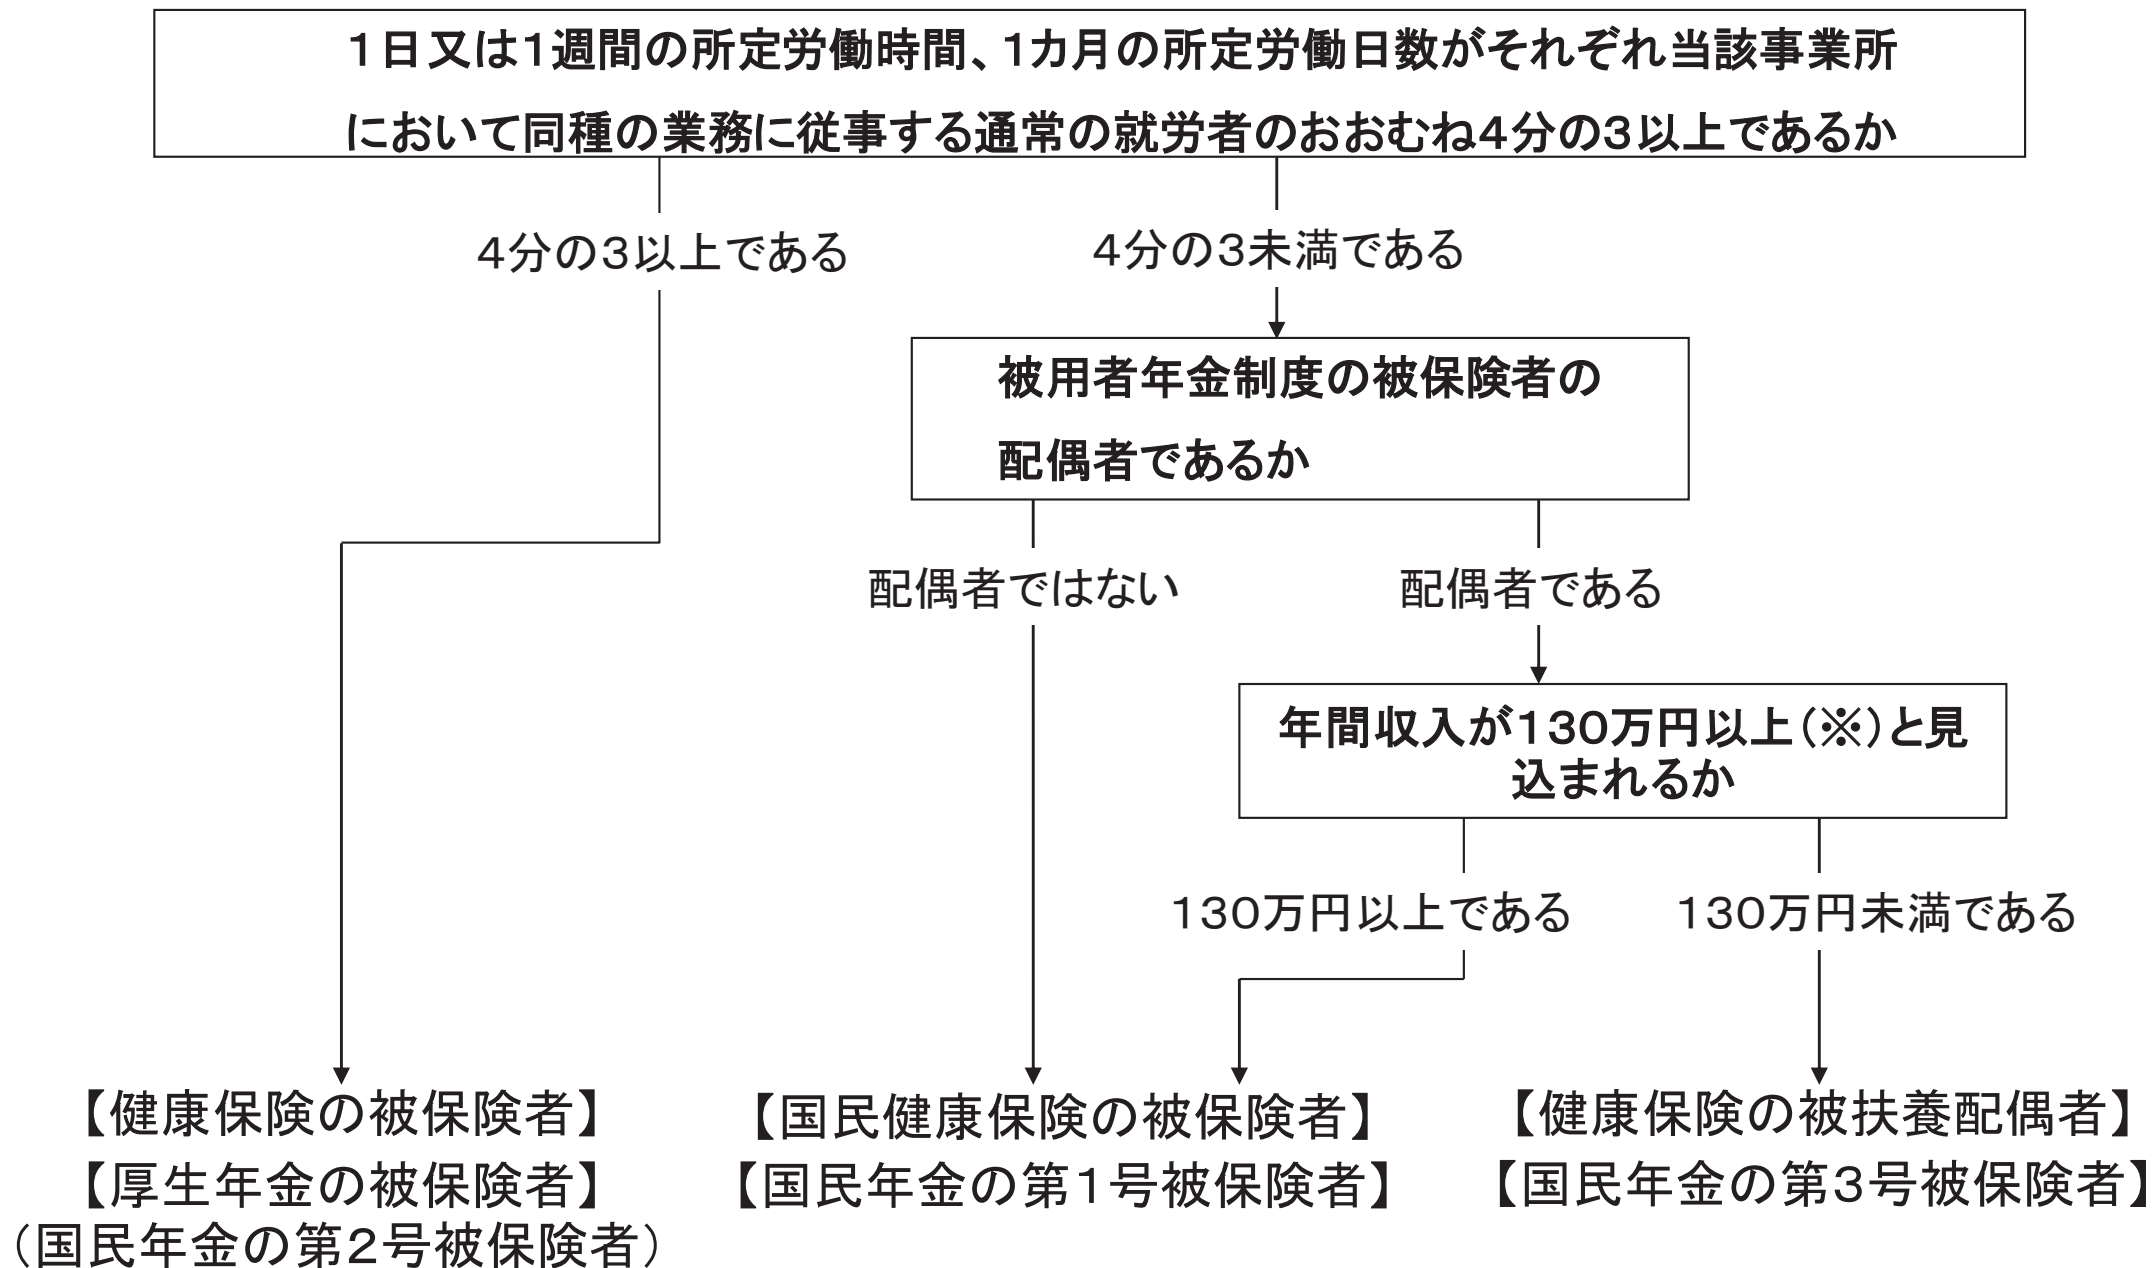 １日又は１週間の所定労働時間、１カ月の所定労働日数がそれぞれ当該事業所
において同種の業務に従事する通常の就労者のおおむね４分の３以上であるか
４分の３以上である
４分の３未満である
被用者年金制度の被保険者の
配偶者であるか
配偶者ではない
配偶者である
年間収入が１３０万円以上（※）と見
込まれるか
１３０万円以上である
１３０万円未満である
【健康保険の被保険者】
【厚生年金の被保険者】
（国民年金の第２号被保険者）
【国民健康保険の被保険者】
【国民年金の第１号被保険者】
【健康保険の被扶養配偶者】
【国民年金の第３号被保険者】